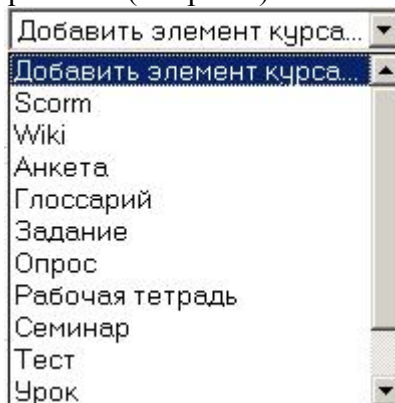 Добавить элемент курса...
Добавить элемент курса...
Scorm
Wiki
Анкета
Глоссарий
Задание
Опрос
Рабочая тетрадь
Семинар
Тест
Урок